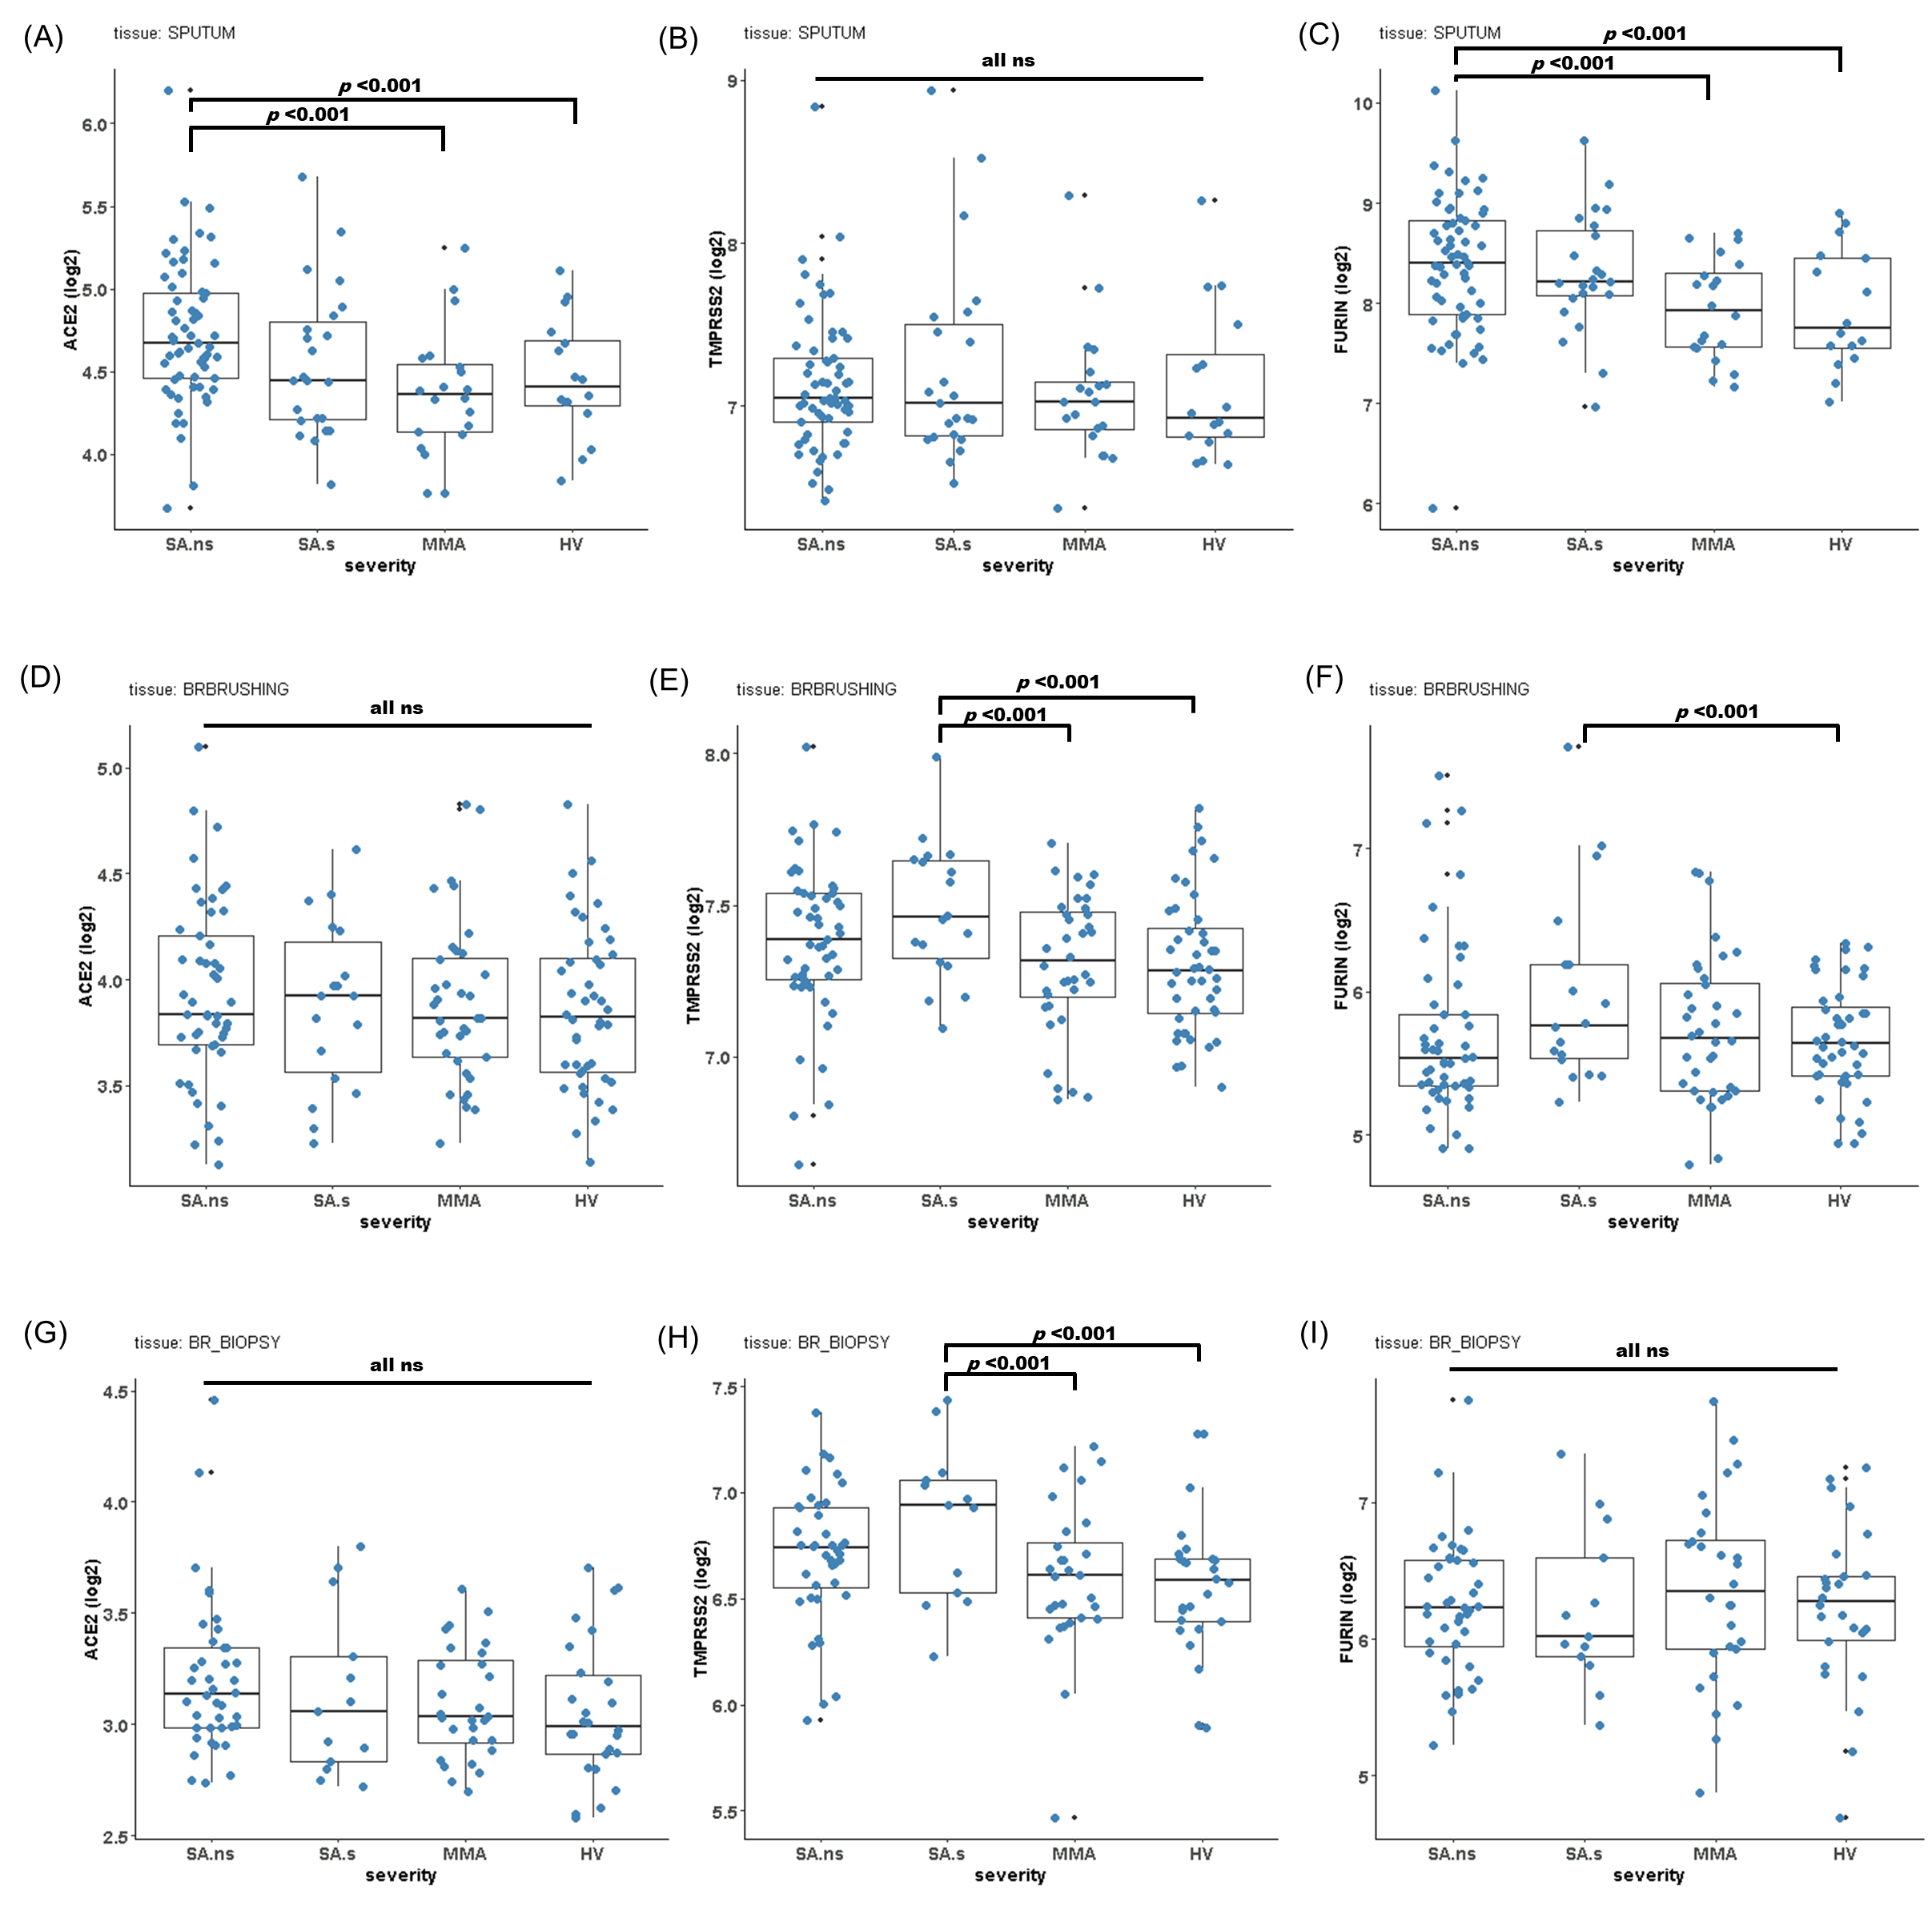 (A)
tissue: SPUTUM
p <0.001
p <0.001
6.0
5.5
5.0
4.5
4.0
ACE2 (log2)
SA.ns SA.s MMA HV
severity
(B)
tissue: SPUTUM
all ns
9
8
7
TMPRSS2 (log2)
SA.ns SA.s MMA HV
severity
(C)
tissue: SPUTUM
p <0.001
p <0.001
10
9
8
7
6
FURIN (log2)
SA.ns SA.s MMA HV
severity
(D)
tissue: BRBRUSHING
all ns
5.0
4.5
4.0
3.5
ACE2 (log2)
SA.ns SA.s MMA HV
severity
(E)
tissue: BRBRUSHING
p <0.001
p <0.001
8.0
7.5
7.0
TMPRSS2 (log2)
SA.ns SA.s MMA HV
severity
(F)
tissue: BRBRUSHING
p <0.001
7
6
5
FURIN (log2)
SA.ns SA.s MMA HV
severity
(G)
tissue: BR_BIOPSY
all ns
4.5
4.0
3.5
3.0
2.5
ACE2 (log2)
SA.ns SA.s MMA HV
severity
(H)
tissue: BR_BIOPSY
p <0.001
p <0.001
7.5
7.0
6.5
6.0
5.5
TMPRSS2 (log2)
SA.ns SA.s MMA HV
severity
(I)
tissue: BR_BIOPSY
all ns
7
6
5
FURIN (log2)
SA.ns SA.s MMA HV
severity